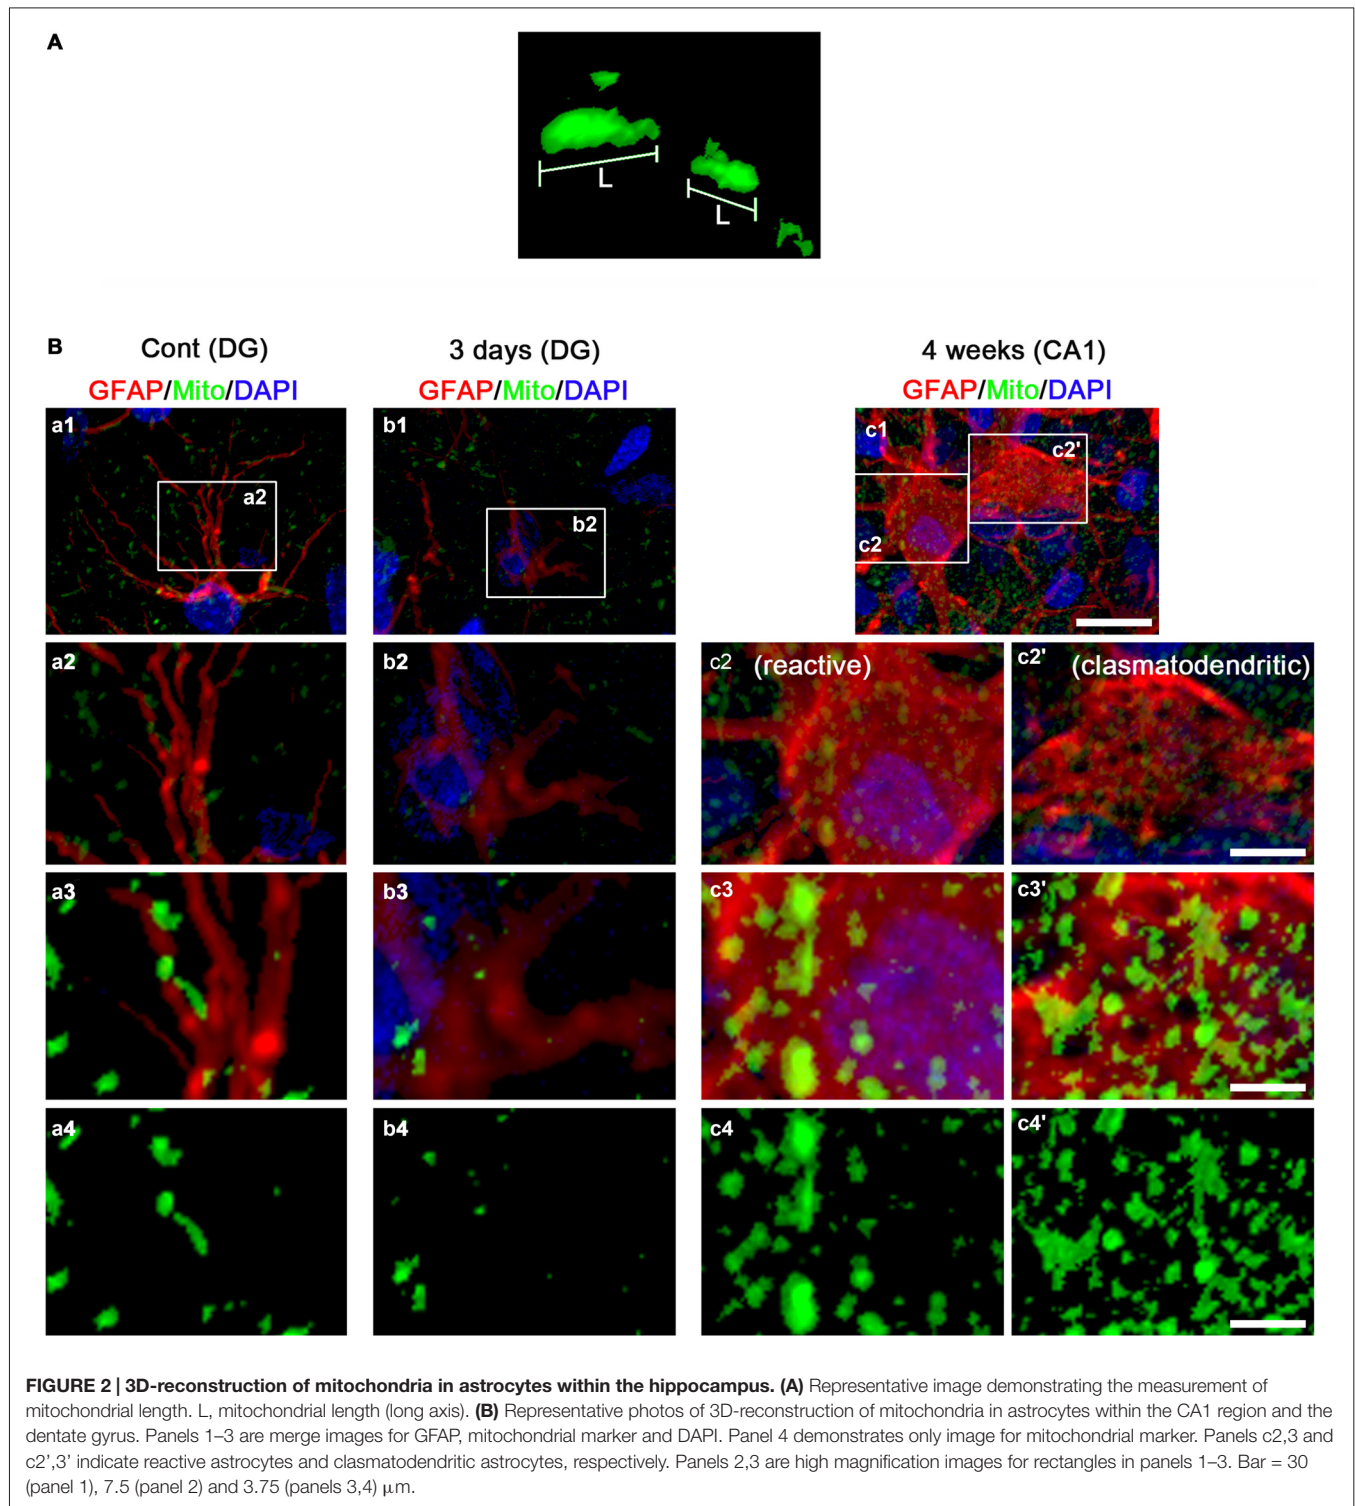 A
L
L
B
Cont (DG)
3 days (DG)
4 weeks (CA1)
GFAP/Mito/DAPI
GFAP/Mito/DAPI
GFAP/Mito/DAPI
a1
a2
b1
b2
c1
c2'
c2
a2
b2
c2 (reactive)
c2' (clasmatodendritic)
a3
b3
c3
c3'
a4
b4
c4
c4'
FIGURE 2 | 3D-reconstruction of mitochondria in astrocytes within the hippocampus. (A) Representative image demonstrating the measurement of
mitochondrial length. L, mitochondrial length (long axis). (B) Representative photos of 3D-reconstruction of mitochondria in astrocytes within the CA1 region and the
dentate gyrus. Panels 1–3 are merge images for GFAP, mitochondrial marker and DAPI. Panel 4 demonstrates only image for mitochondrial marker. Panels c2,3 and
c2',3' indicate reactive astrocytes and clasmatodendritic astrocytes, respectively. Panels 2,3 are high magnification images for rectangles in panels 1–3. Bar = 30
(panel 1), 7.5 (panel 2) and 3.75 (panels 3,4) μm.